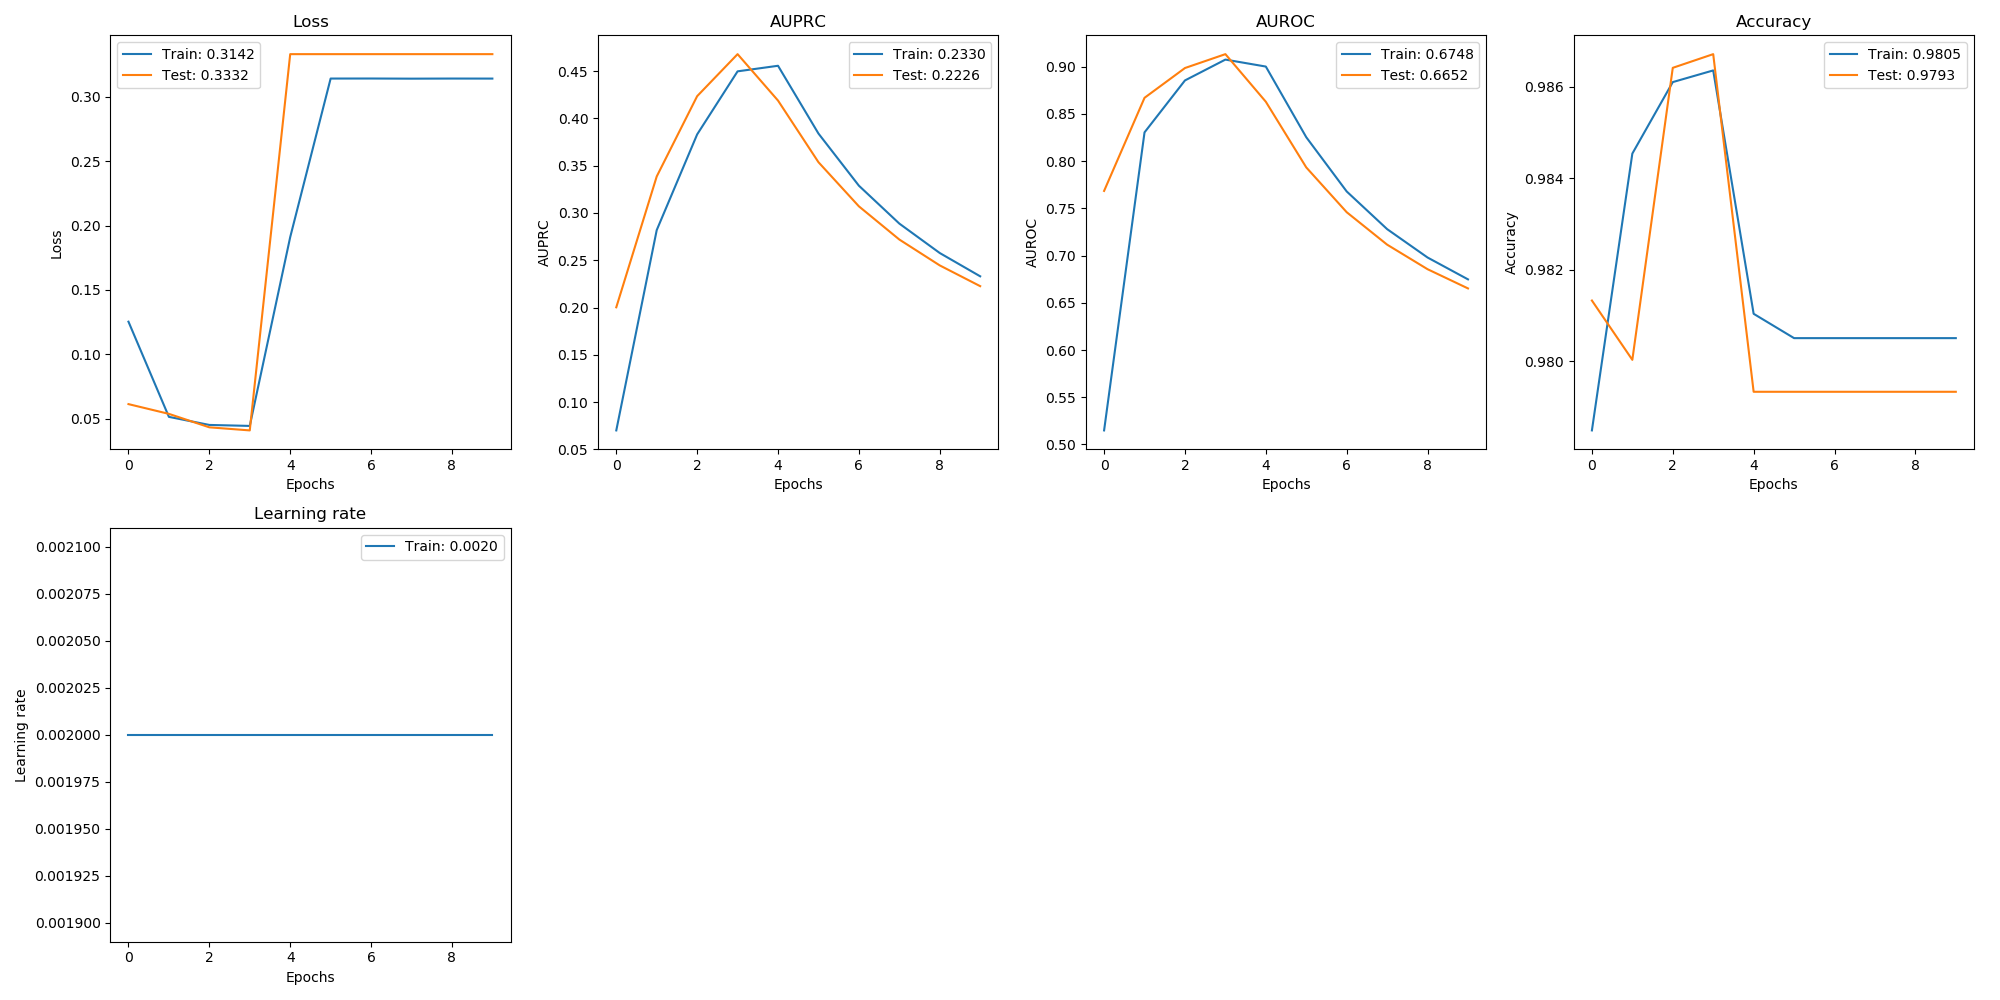 Loss
Train: 0.3142
Test: 0.3332
0.30
0.25
0.20
0.15
0.10
0.05
Loss
0 2 4 6 8
Epochs
AUPRC
Train: 0.2330
Test: 0.2226
0.45
0.40
0.35
0.30
0.25
0.20
0.15
0.10
0.05
AUPRC
0 2 4 6 8
Epochs
AUROC
Train: 0.6748
Test: 0.6652
0.90
0.85
0.80
0.75
0.70
0.65
0.60
0.55
0.50
AUROC
0 2 4 6 8
Epochs
Accuracy
Train: 0.9805
Test: 0.9793
0.986
0.984
0.982
0.980
Accuracy
0 2 4 6 8
Epochs
Learning rate
Train: 0.0020
0.002100
0.002075
0.002050
0.002025
0.002000
0.001975
0.001950
0.001925
0.001900
Learning rate
0 2 4 6 8
Epochs